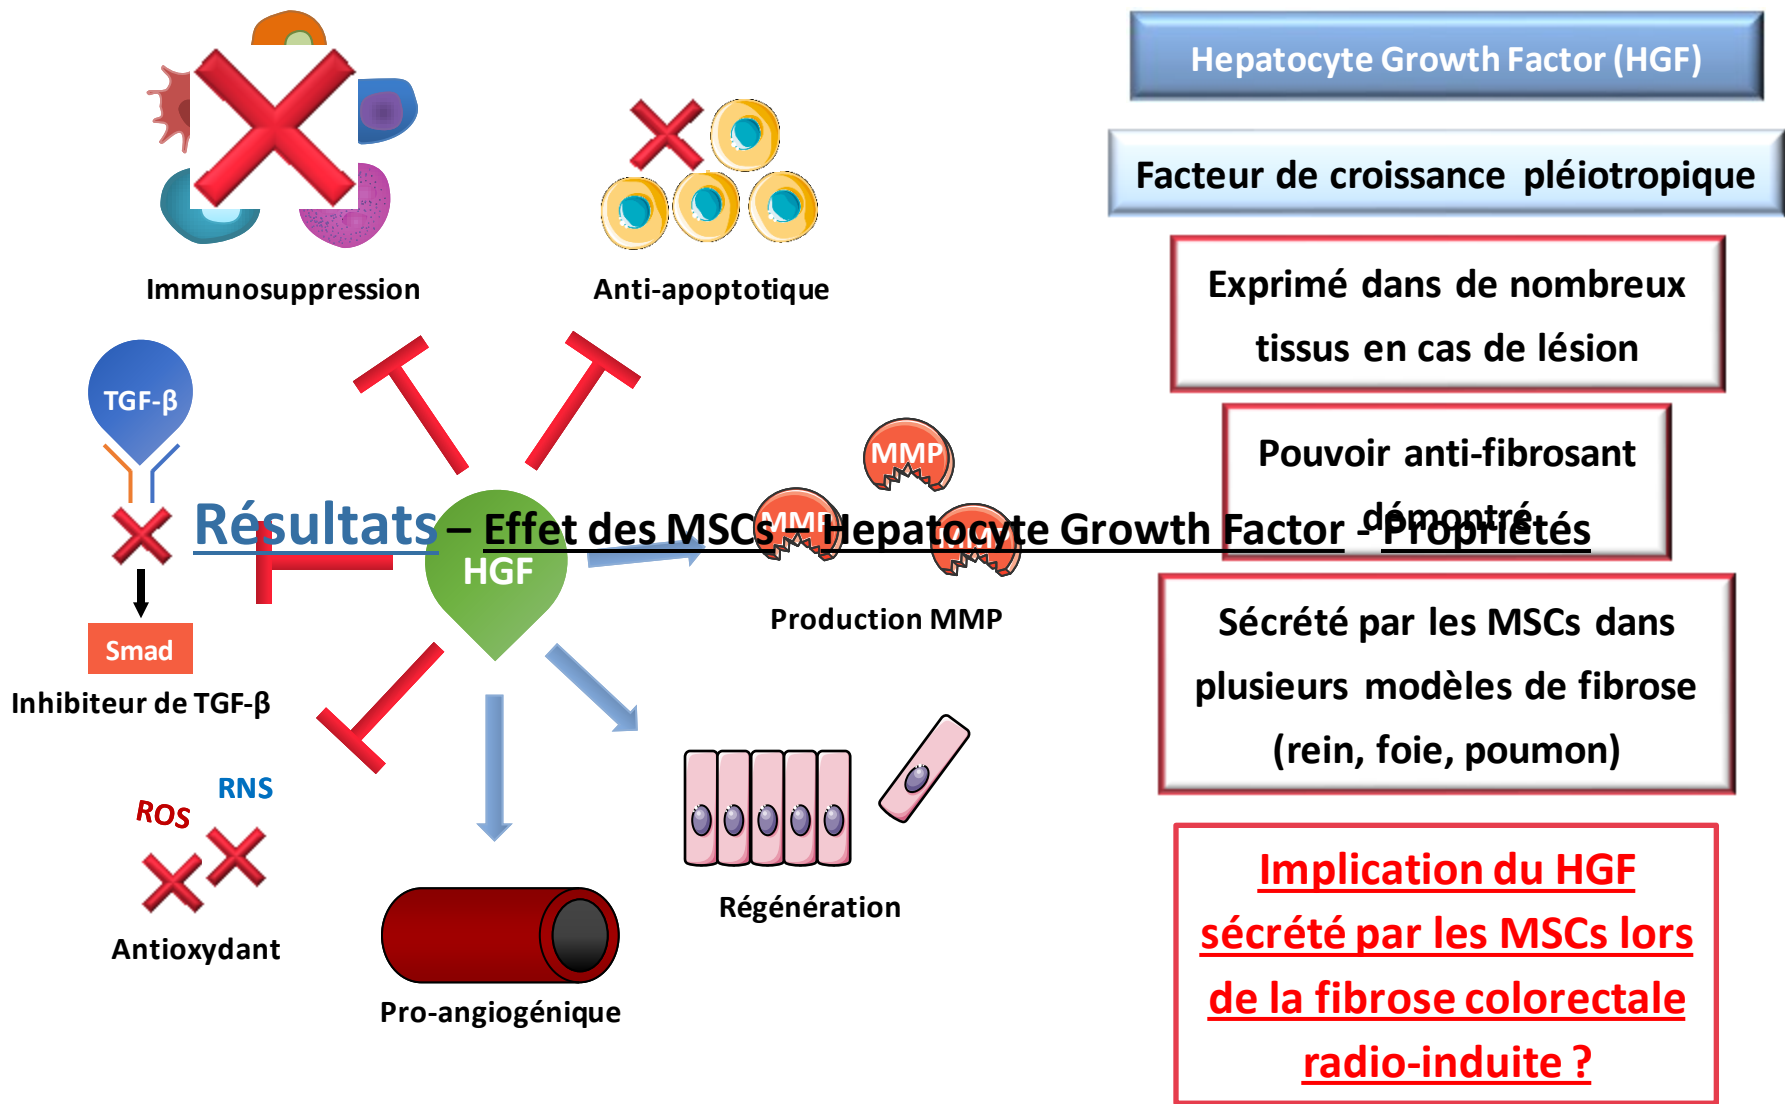 Résultats – Effet des MSCs – Hepatocyte Growth Factor - Propriétés
Immunosuppression
Anti-apoptotique
TGF-β
Smad
Inhibiteur de TGF-β
HGF
MMP
MMP
MMP
Production MMP
ROS
RNS
Antioxydant
Pro-angiogénique
Régénération
Hepatocyte Growth Factor (HGF)
Facteur de croissance pléiotropique
Exprimé dans de nombreux
tissus en cas de lésion
Pouvoir anti-fibrosant
démontré
Sécrété par les MSCs dans
plusieurs modèles de fibrose
(rein, foie, poumon)
Implication du HGF
sécrété par les MSCs lors
de la fibrose colorectale
radio-induite ?